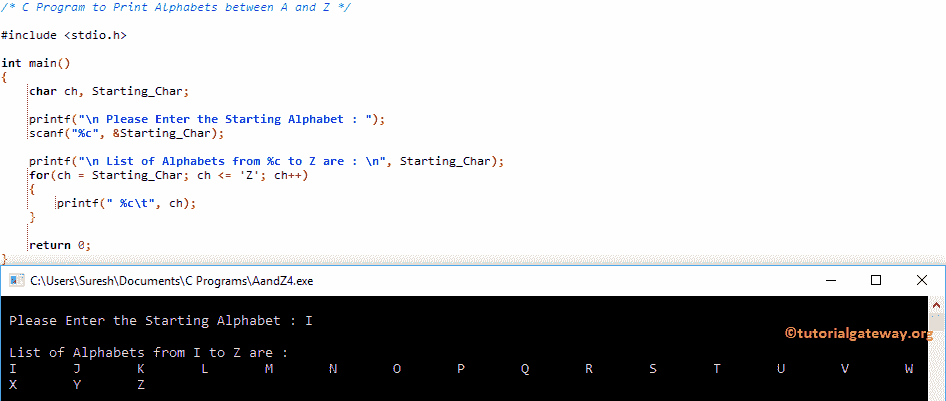 /* C Program to Print Alphabets between A and Z */
#include <stdio.h>
int main()
{
char ch, Starting_Char;
printf("\n Please Enter the Starting Alphabet : ");
scanf("%c", &Starting_Char);
printf("\n List of Alphabets from %c to Z are : \n", Starting_Char);
for(ch = Starting_Char; ch <= 'Z'; ch++)
{
printf(" %c\t", ch);
}
return 0;
}
C:\Users\Suresh\Documents\C Programs\AandZ4.exe
Please Enter the Starting Alphabet : I
©tutorialgateway.org
List of Alphabets from I to Z are :
I J K L M N O P Q R S T U V W
X Y Z